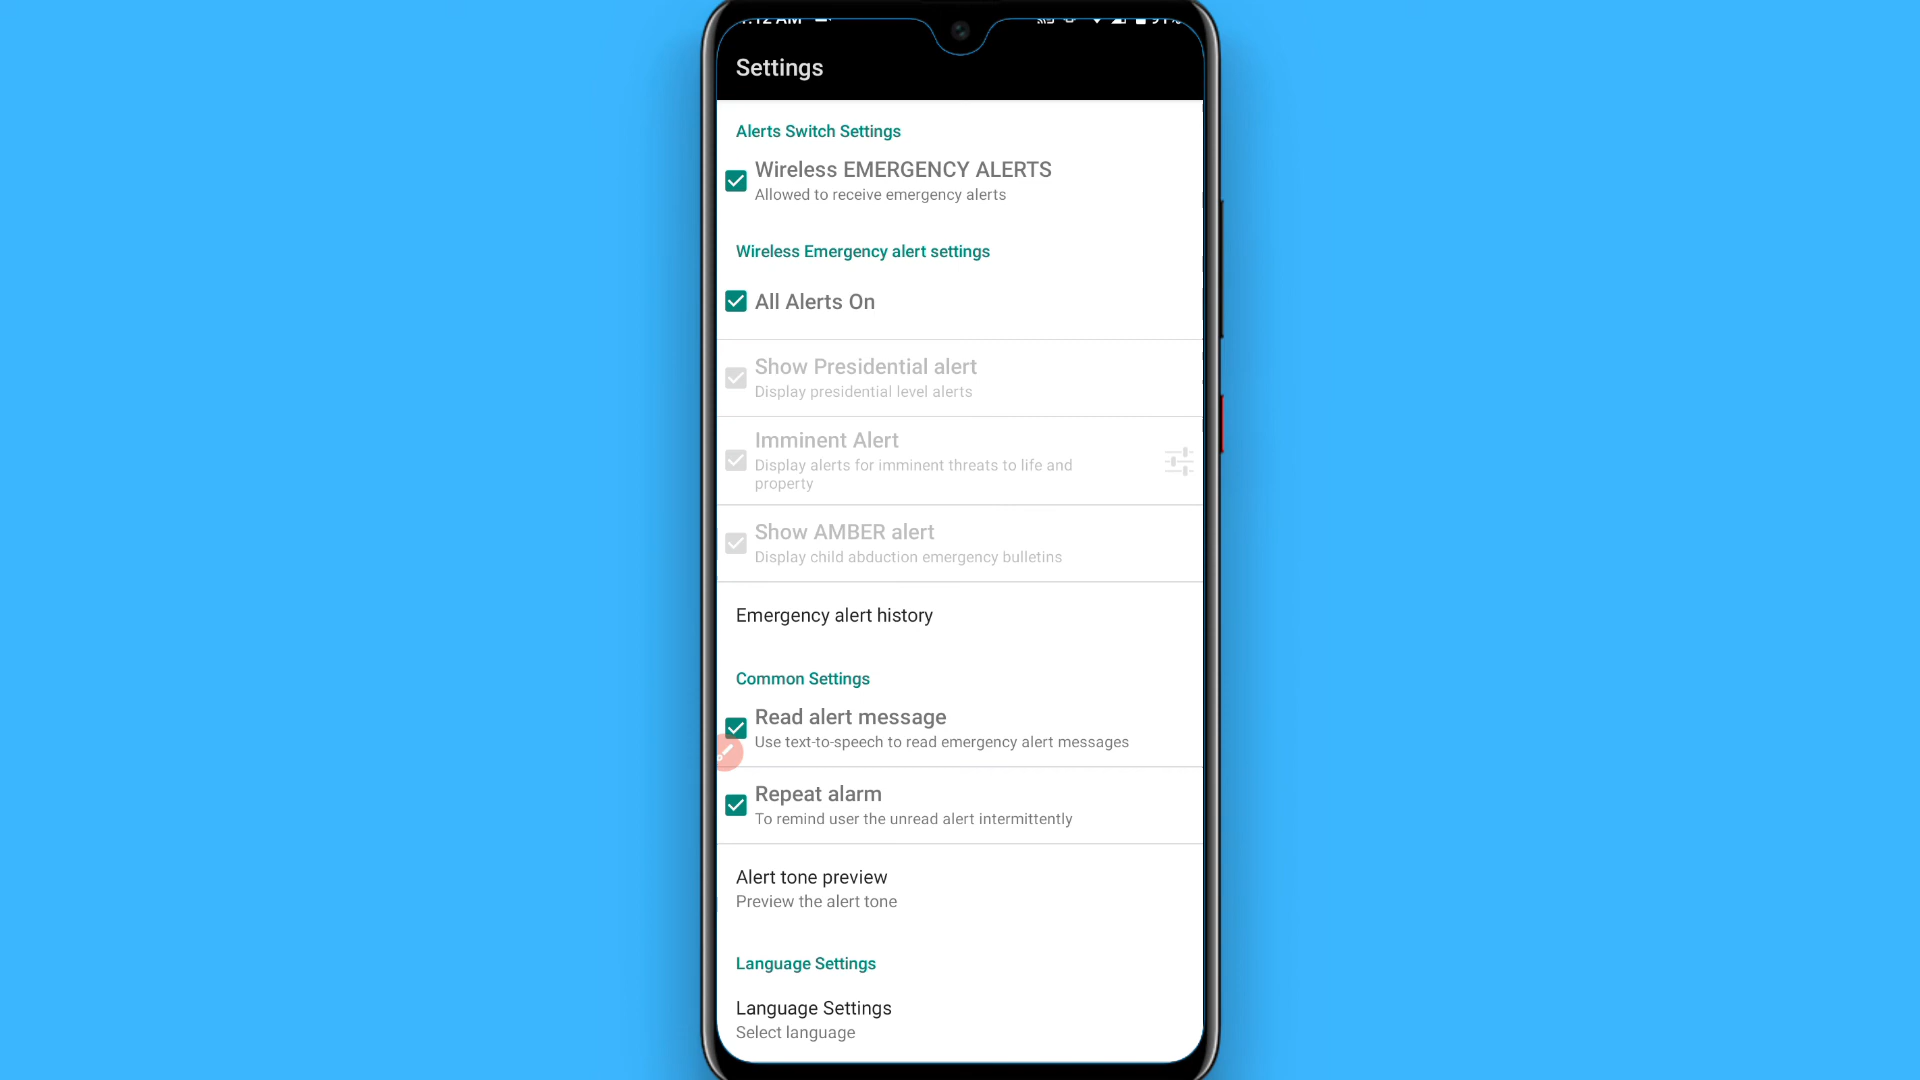 Settings
Alerts Switch Settings
Wireless EMERGENCY ALERTS
Allowed to receive emergency alerts
Wireless Emergency alert settings
All Alerts On
Show Presidential alert
Display presidential level alerts
Imminent Alert
Display alerts for imminent threats to life and
property
Show AMBER alert
Display child abduction emergency bulletins
Emergency alert history
Common Settings
Read alert message
Use text-to-speech to read emergency alert messages
Repeat alarm
To remind user the unread alert intermittently
Alert tone preview
Preview the alert tone
Language Settings
Language Settings
Select language